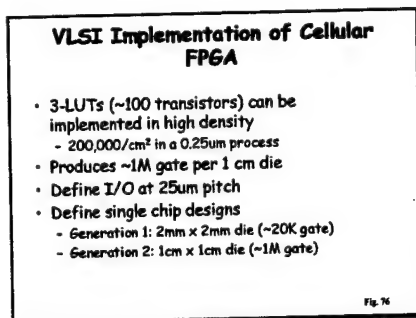 VLSI Implementation of Cellular
FPGA
• 3-LUTs (~100 transistors) can be
implemented in high density
- 200,000/cm² in a 0.25um process
• Produces ~1M gate per 1 cm die
• Define I/O at 25um pitch
• Define single chip designs
- Generation 1: 2mm x 2mm die (~20K gate)
- Generation 2: 1cm x 1cm die (~1M gate)
Fig. 76